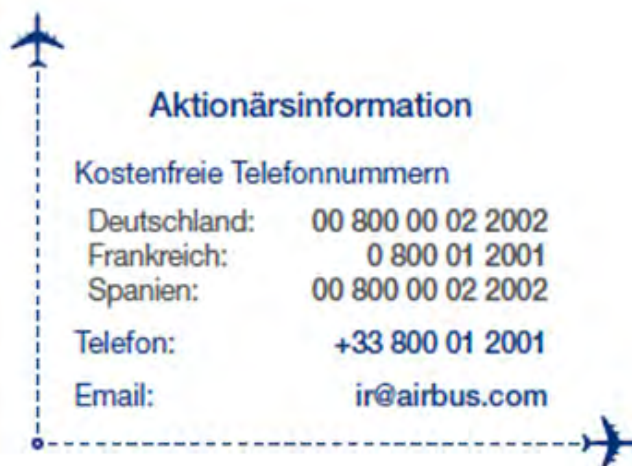 Aktionärsinformation
Kostenfreie Telefonnummern
Deutschland: 00 800 00 02 2002
Frankreich: 0 800 01 2001
Spanien: 00 800 00 02 2002
Telefon: +33 800 01 2001
Email: ir@airbus.com